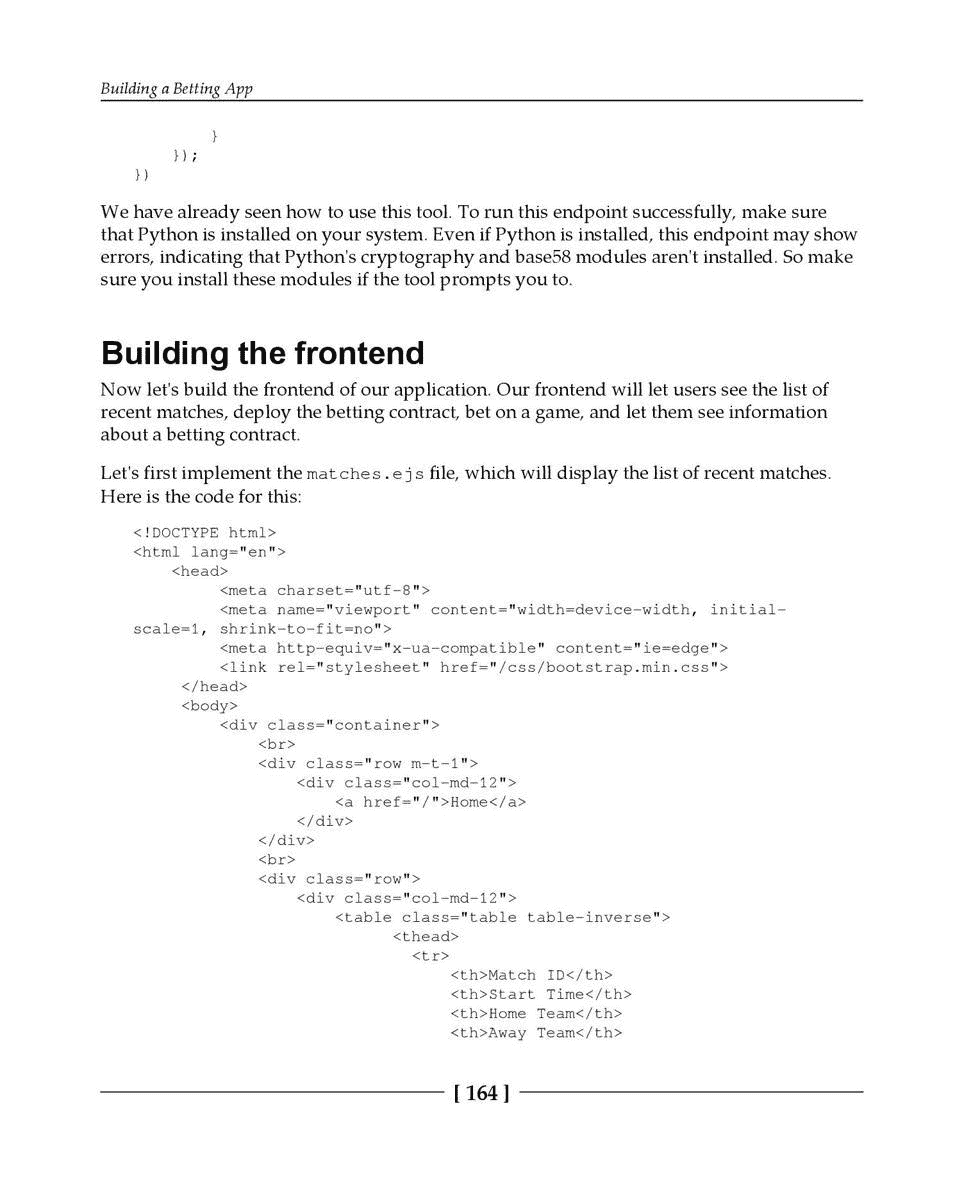 Building a Betting App
}
});
})
We have already seen how to use this tool. To run this endpoint successfully, make sure
that Python is installed on your system. Even if Python is installed, this endpoint may show
errors, indicating that Python's cryptography and base58 modules aren't installed. So make
sure you install these modules if the tool prompts you to.
Building the frontend
Now let's build the frontend of our application. Our frontend will let users see the list of
recent matches, deploy the betting contract, bet on a game, and let them see information
about a betting contract.
Let's first implement the matches.ejs file, which will display the list of recent matches.
Here is the code for this:
<!DOCTYPE html>
<html lang="en">
<head>
<meta charset="utf-8">
<meta name="viewport" content="width=device-width, initial-
scale=1, shrink-to-fit=no">
<meta http-equiv="x-ua-compatible" content="ie=edge">
<link rel="stylesheet" href="/css/bootstrap.min.css">
</head>
<body>
<div class="container">
<br>
<div class="row m-t-1">
<div class="col-md-12">
<a href="/">Home</a>
</div>
</div>
<br>
<div class="row">
<div class="col-md-12">
<table class="table table-inverse">
<thead>
<tr>
<th>Match ID</th>
<th>Start Time</th>
<th>Home Team</th>
<th>Away Team</th>
[ 164 ]